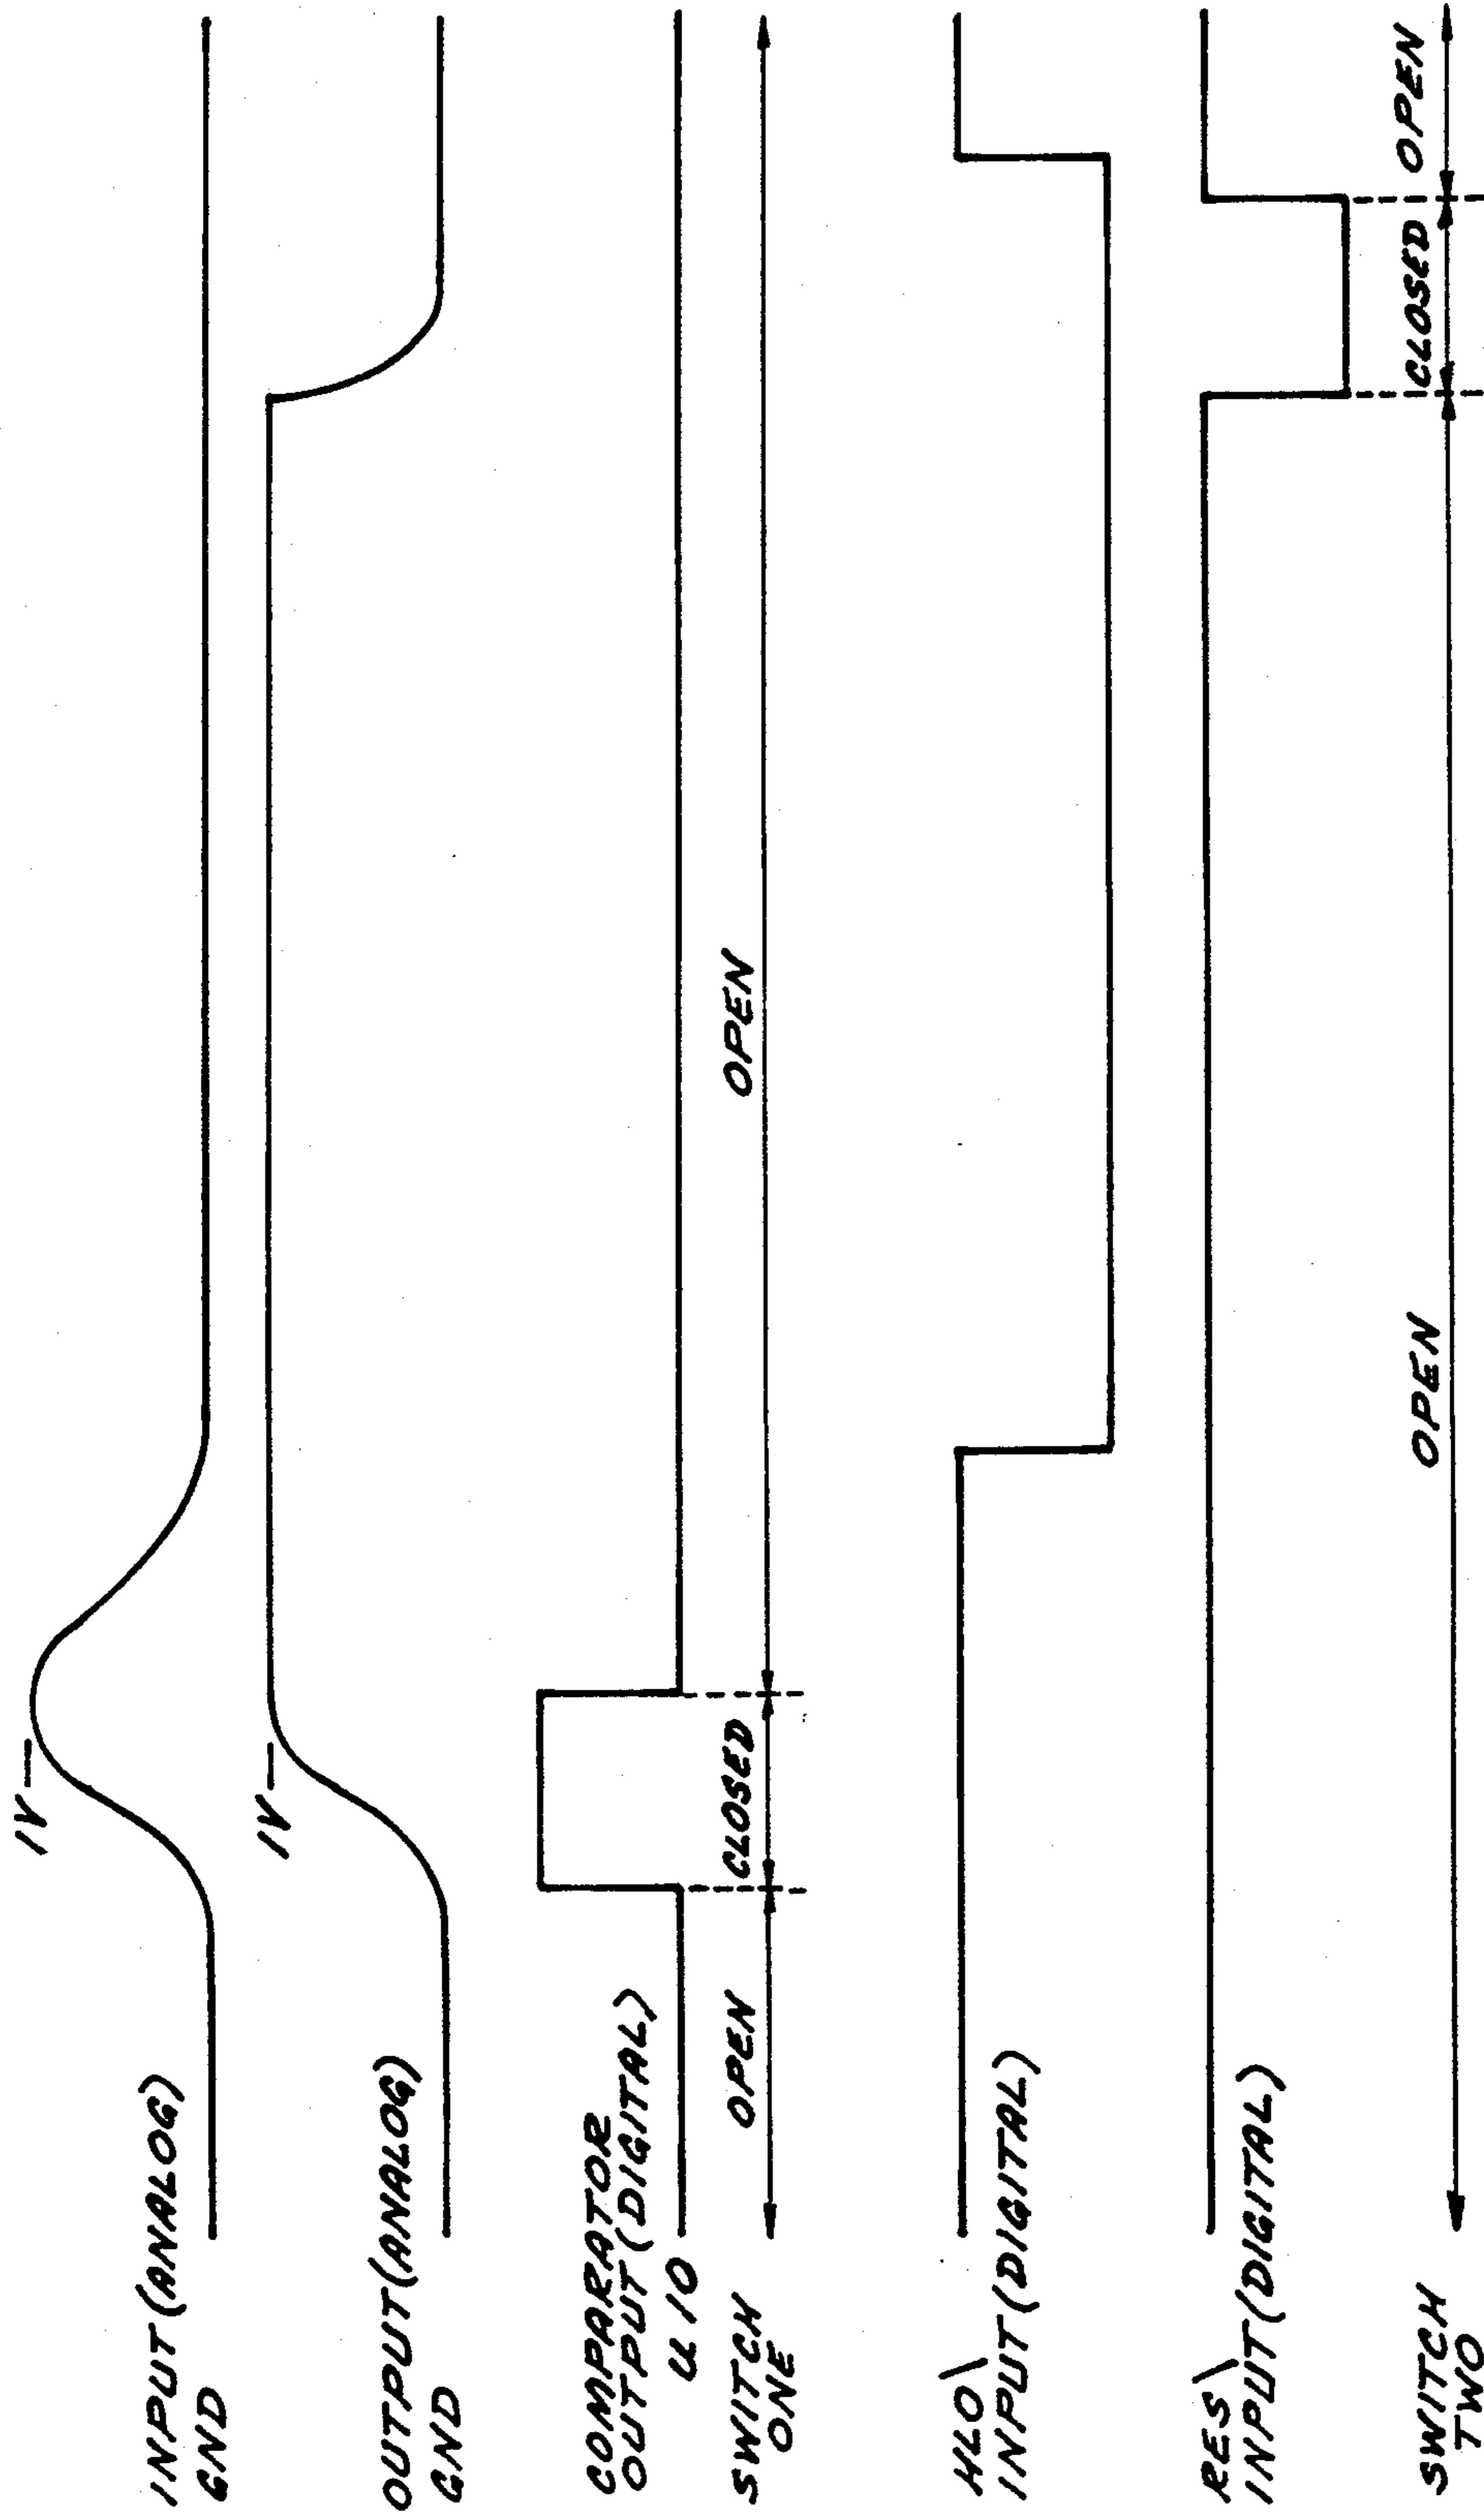 1V
INPUT(ANALOG)
GND
1V
OUTPUT(ANALOG)
GND
COMPARATOR
OUTPUT(DIGITAL)
U10
SWITCH
ONE
OPEN
CLOSED
OPEN
HLD\
INPUT(DIGITAL)
RES\
INPUT(DIGITAL)
SWITCH
TWO
OPEN
CLOSED
OPEN